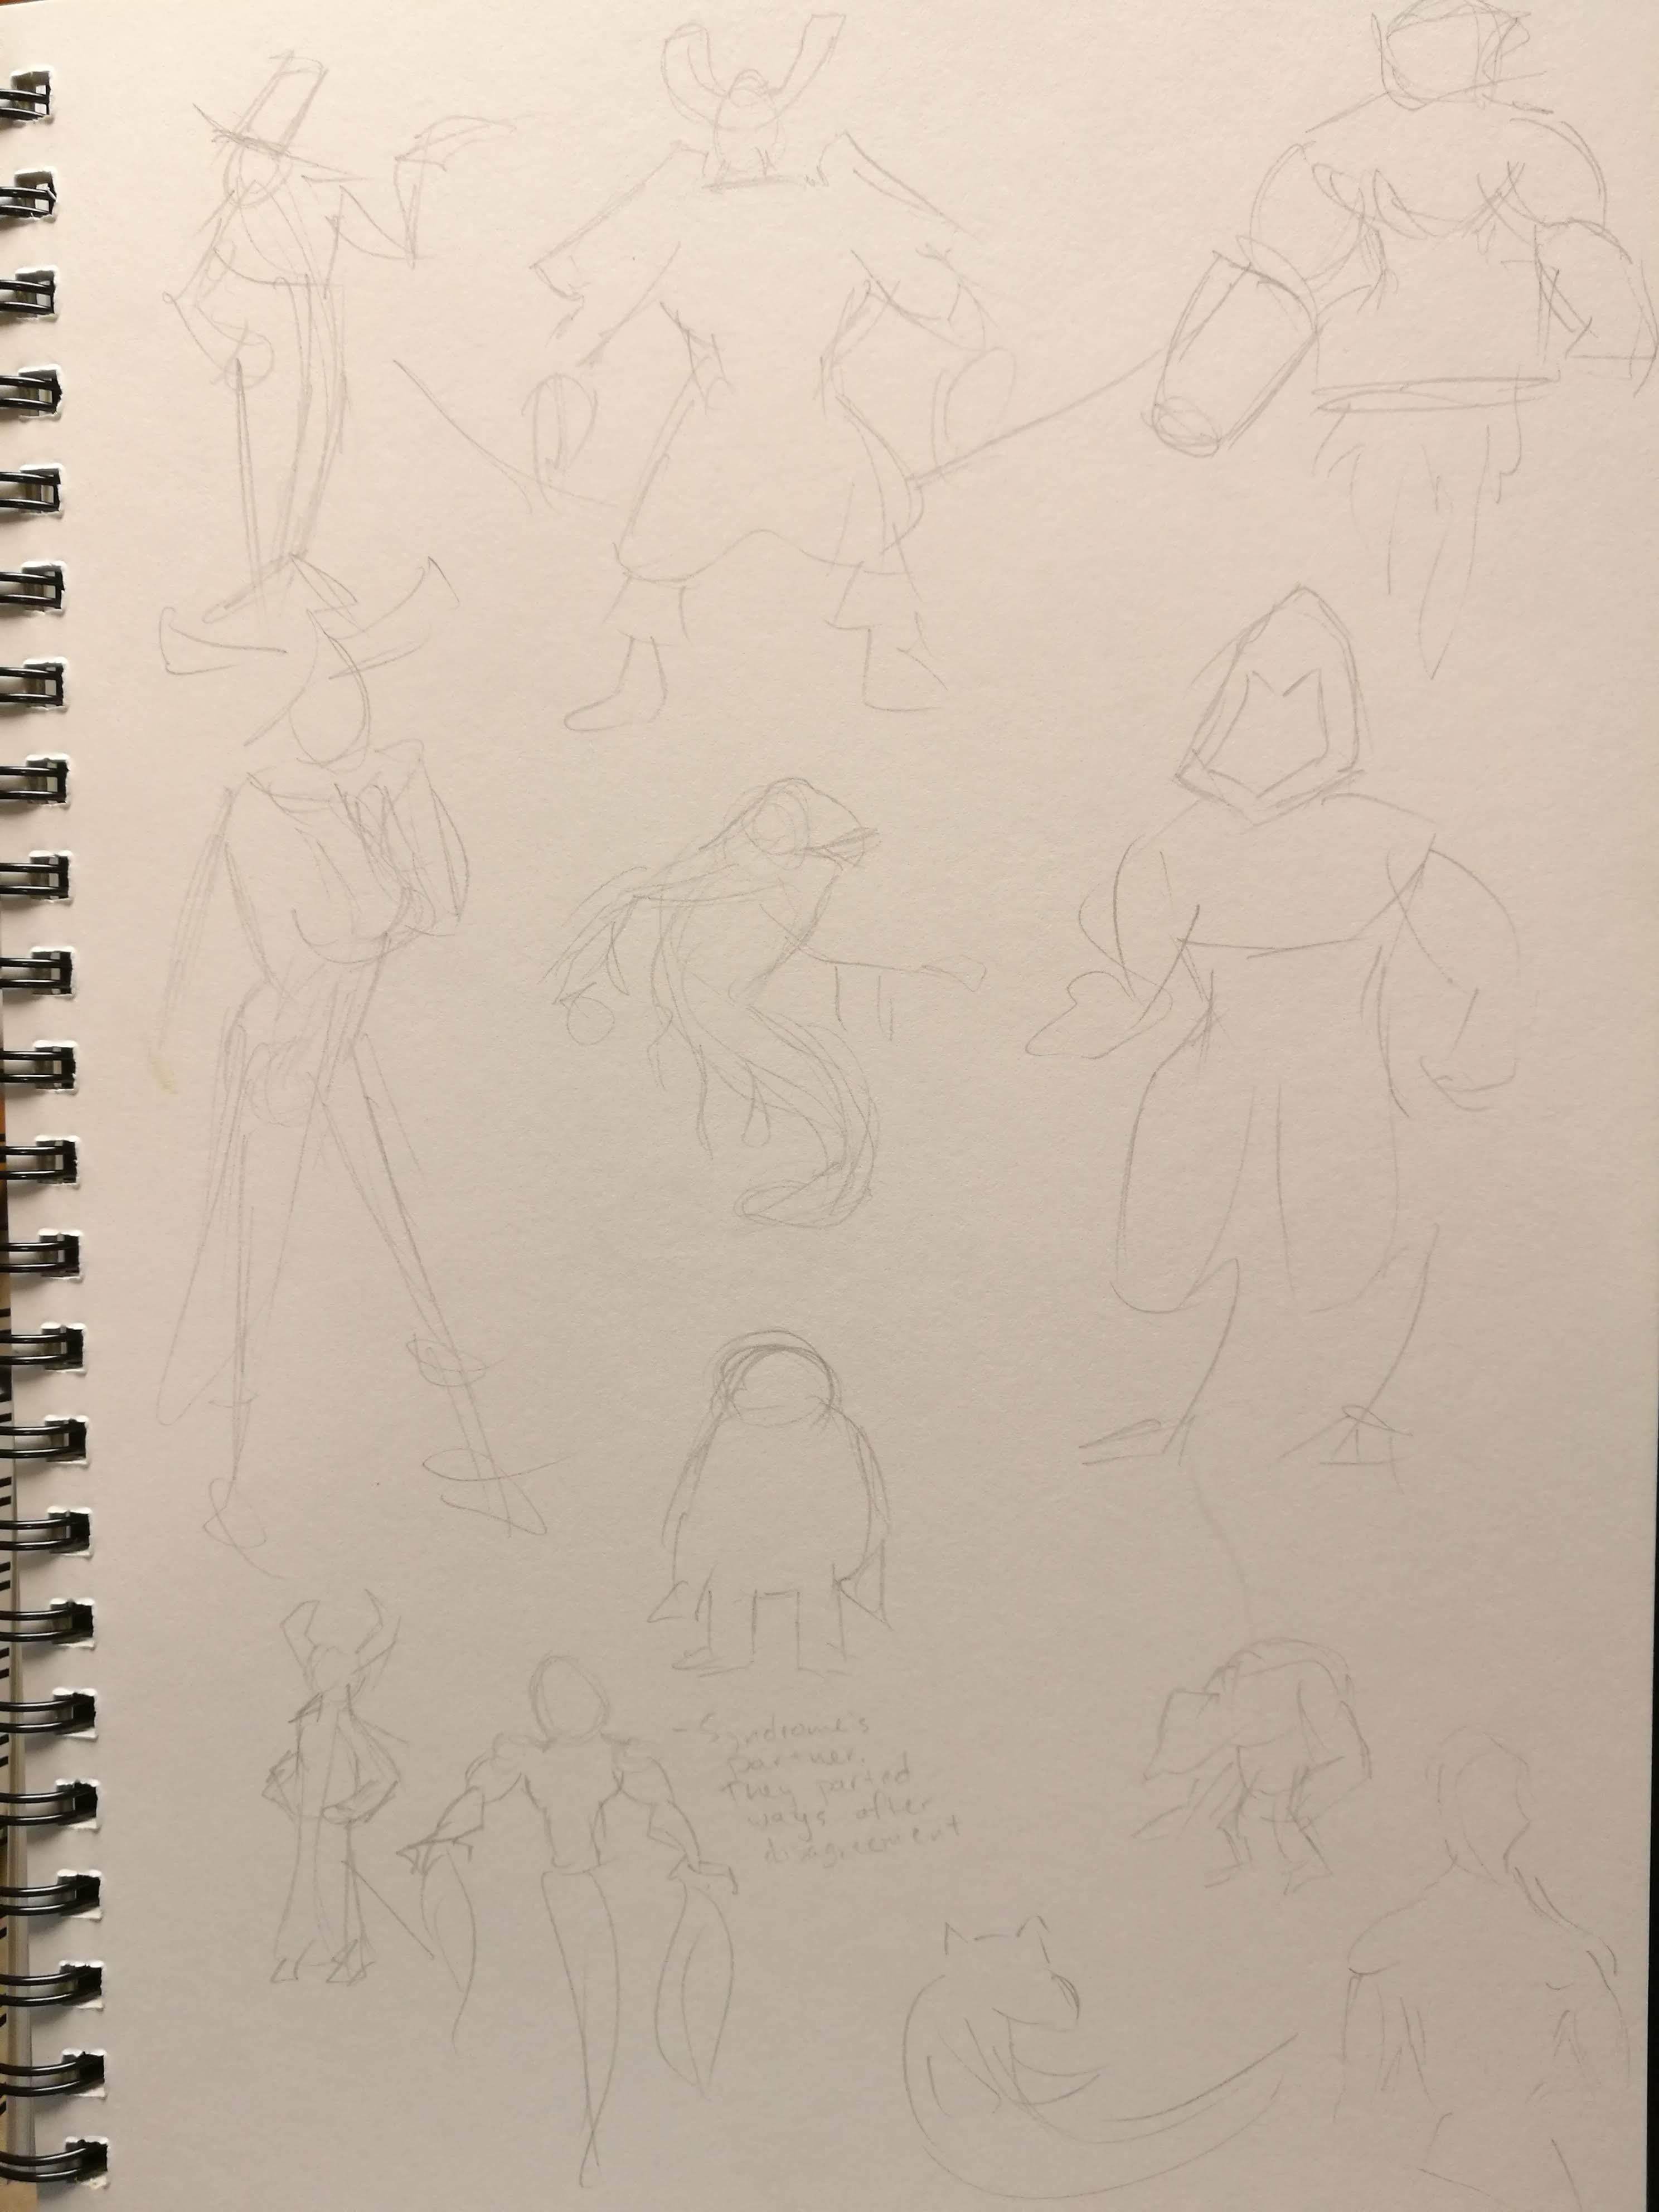 - Syndrome's
partner.
They parted
ways after
disagreement